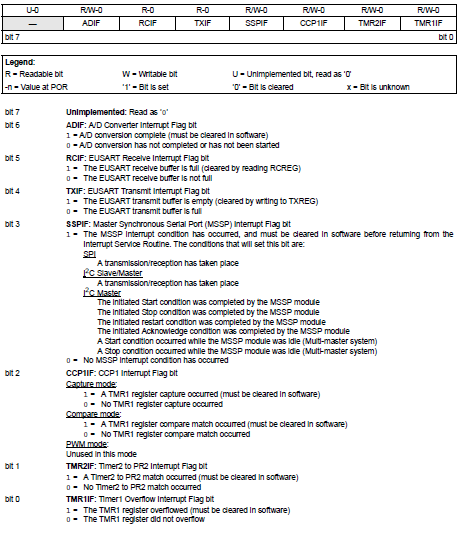 U-0 R/W-0 R-0 R-0 R/W-0 R/W-0 R/W-0 R/W-0
— ADIF RCIF TXIF SSPIF CCP1IF TMR2IF TMR1IF
bit 7 bit 0
Legend:
R = Readable bit W = Writable bit U = Unimplemented bit, read as '0'
-n = Value at POR '1' = Bit is set '0' = Bit is cleared x = Bit is unknown
bit 7 Unimplemented: Read as '0'
bit 6 ADIF: A/D Converter Interrupt Flag bit
1 = A/D conversion complete (must be cleared in software)
0 = A/D conversion has not completed or has not been started
bit 5 RCIF: EUSART Receive Interrupt Flag bit
1 = The EUSART receive buffer is full (cleared by reading RCREG)
0 = The EUSART receive buffer is not full
bit 4 TXIF: EUSART Transmit Interrupt Flag bit
1 = The EUSART transmit buffer is empty (cleared by writing to TXREG)
0 = The EUSART transmit buffer is full
bit 3 SSPIF: Master Synchronous Serial Port (MSSP) Interrupt Flag bit
1 = The MSSP interrupt condition has occurred, and must be cleared in software before returning from the
Interrupt Service Routine. The conditions that will set this bit are:
SPI
A transmission/reception has taken place
I²C Slave/Master
A transmission/reception has taken place
I²C Master
The initiated Start condition was completed by the MSSP module
The initiated Stop condition was completed by the MSSP module
The initiated restart condition was completed by the MSSP module
The initiated Acknowledge condition was completed by the MSSP module
A Start condition occurred while the MSSP module was idle (Multi-master system)
A Stop condition occurred while the MSSP module was idle (Multi-master system)
0 = No MSSP interrupt condition has occurred
bit 2 CCP1IF: CCP1 Interrupt Flag bit
Capture mode:
1 = A TMR1 register capture occurred (must be cleared in software)
0 = No TMR1 register capture occurred
Compare mode:
1 = A TMR1 register compare match occurred (must be cleared in software)
0 = No TMR1 register compare match occurred
PWM mode:
Unused in this mode
bit 1 TMR2IF: Timer2 to PR2 Interrupt Flag bit
1 = A Timer2 to PR2 match occurred (must be cleared in software)
0 = No Timer2 to PR2 match occurred
bit 0 TMR1IF: Timer1 Overflow Interrupt Flag bit
1 = The TMR1 register overflowed (must be cleared in software)
0 = The TMR1 register did not overflow